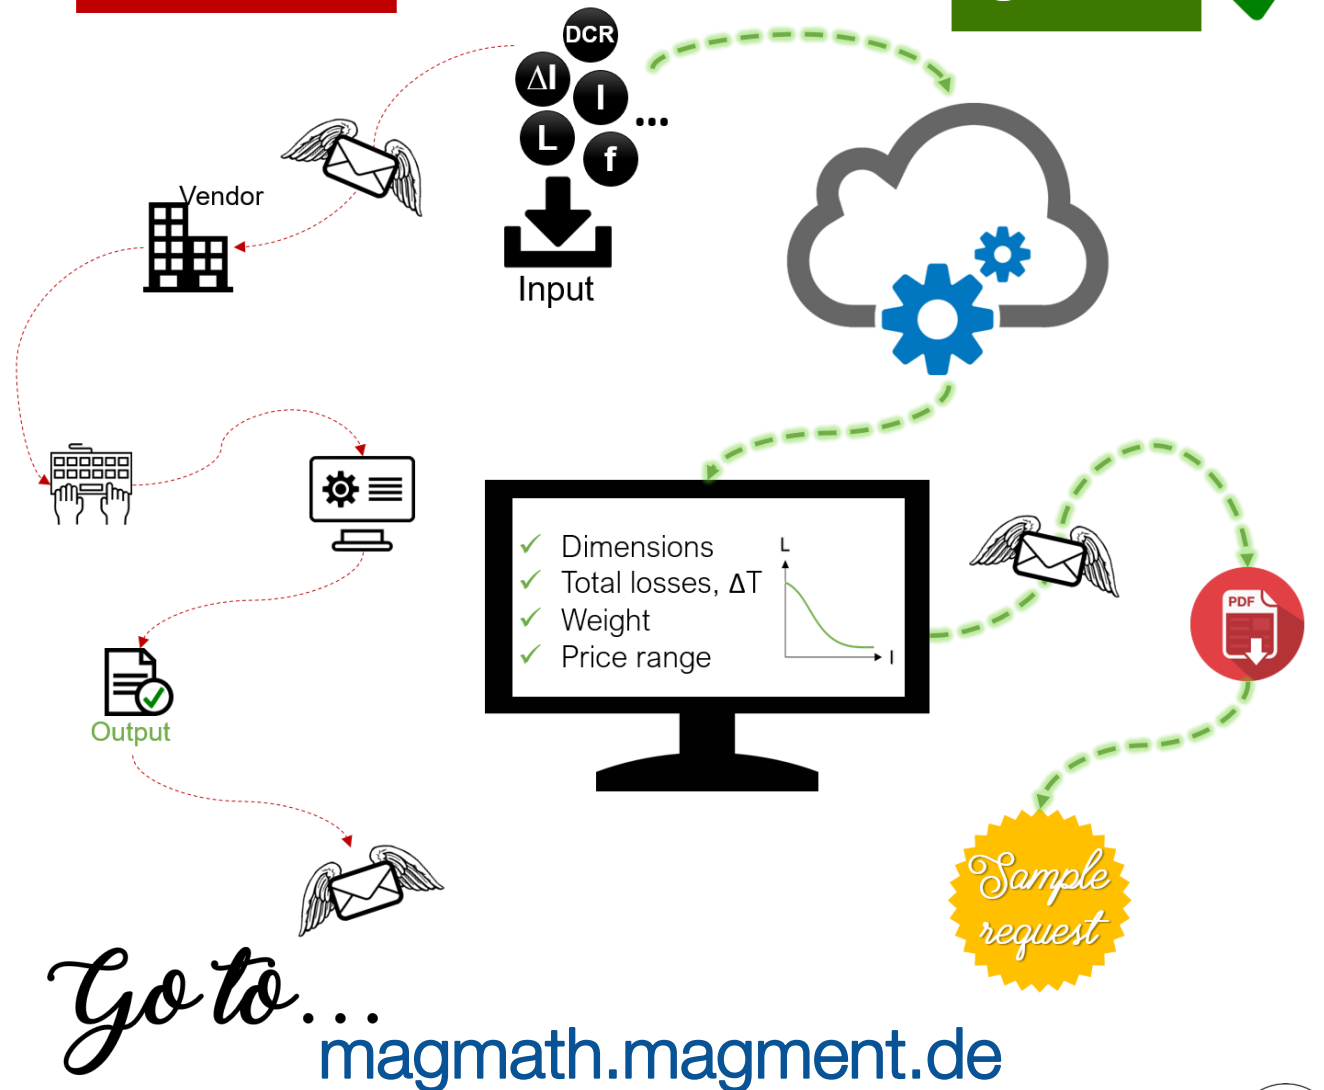 DCR
ΔI
I
L
f
...
Input
Vendor
Output
Dimensions
Total losses, ΔT
Weight
Price range
L
I
PDF
Sample
request
Go to...
magmath.magment.de